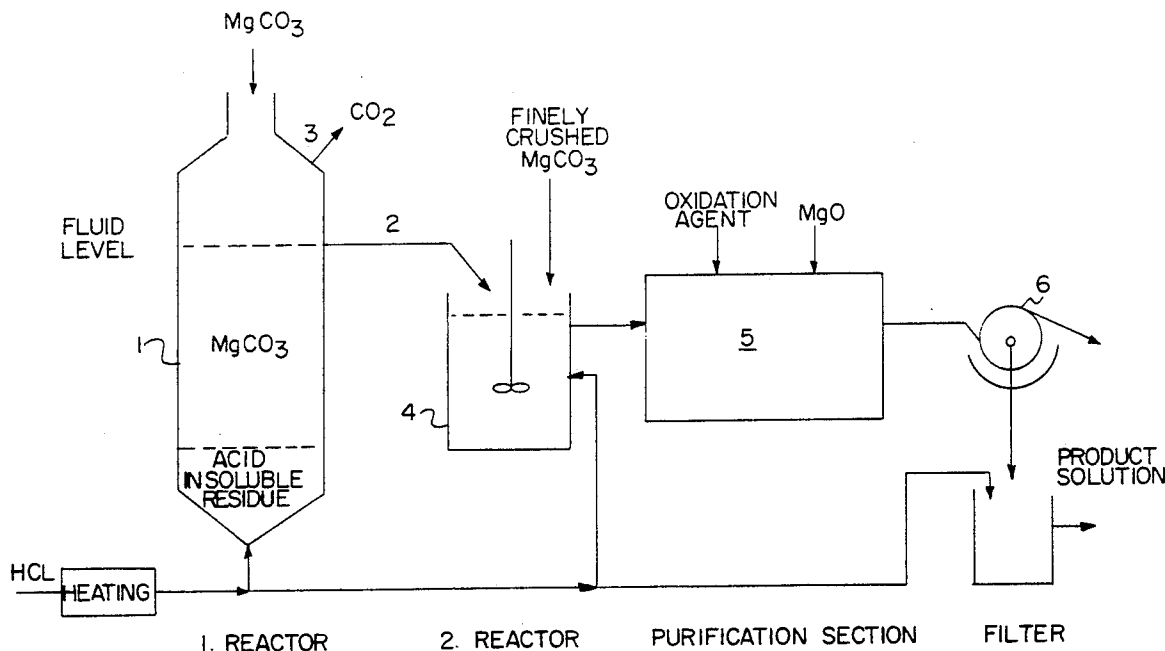 MgCO3
CO2
3
FINELY
CRUSHED
MgCO3
OXIDATION
AGENT
MgO
FLUID
LEVEL
2
6
1
MgCO3
5
4
ACID
INSOLUBLE
RESIDUE
PRODUCT
SOLUTION
HCL
HEATING
1. REACTOR
2. REACTOR
PURIFICATION SECTION
FILTER